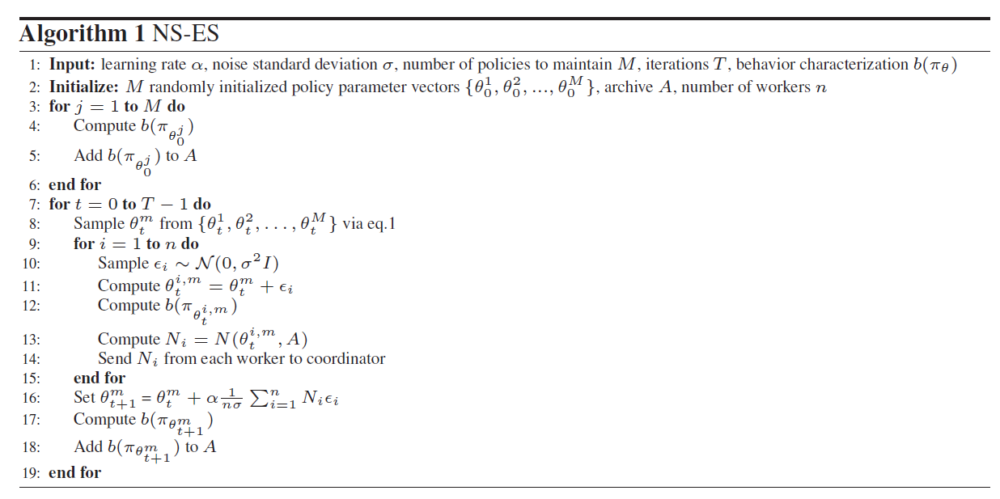 Algorithm 1 NS-ES
1: Input: learning rate α, noise standard deviation σ, number of policies to maintain M, iterations T, behavior characterization b(π_θ)
2: Initialize: M randomly initialized policy parameter vectors {θ_0^1, θ_0^2, ..., θ_0^M}, archive A, number of workers n
3: for j = 1 to M do
4: Compute b(π_{θ_0^j})
5: Add b(π_{θ_0^j}) to A
6: end for
7: for t = 0 to T − 1 do
8: Sample θ_t^m from {θ_t^1, θ_t^2, . . . , θ_t^M} via eq.1
9: for i = 1 to n do
10: Sample ϵ_i ∼ N(0, σ^2 I)
11: Compute θ_t^{i,m} = θ_t^m + ϵ_i
12: Compute b(π_{θ_t^{i,m}})
13: Compute N_i = N(θ_t^{i,m}, A)
14: Send N_i from each worker to coordinator
15: end for
16: Set θ_{t+1}^m = θ_t^m + α \frac{1}{nσ} ∑_{i=1}^n N_i ϵ_i
17: Compute b(π_{θ_{t+1}^m})
18: Add b(π_{θ_{t+1}^m}) to A
19: end for